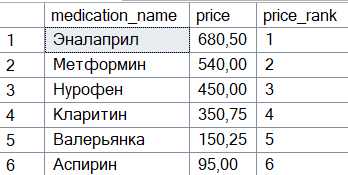 medication_name price price_rank
1 Эналаприл 680,50 1
2 Метформин 540,00 2
3 Нурофен 450,00 3
4 Кларитин 350,75 4
5 Валерьянка 150,25 5
6 Аспирин 95,00 6